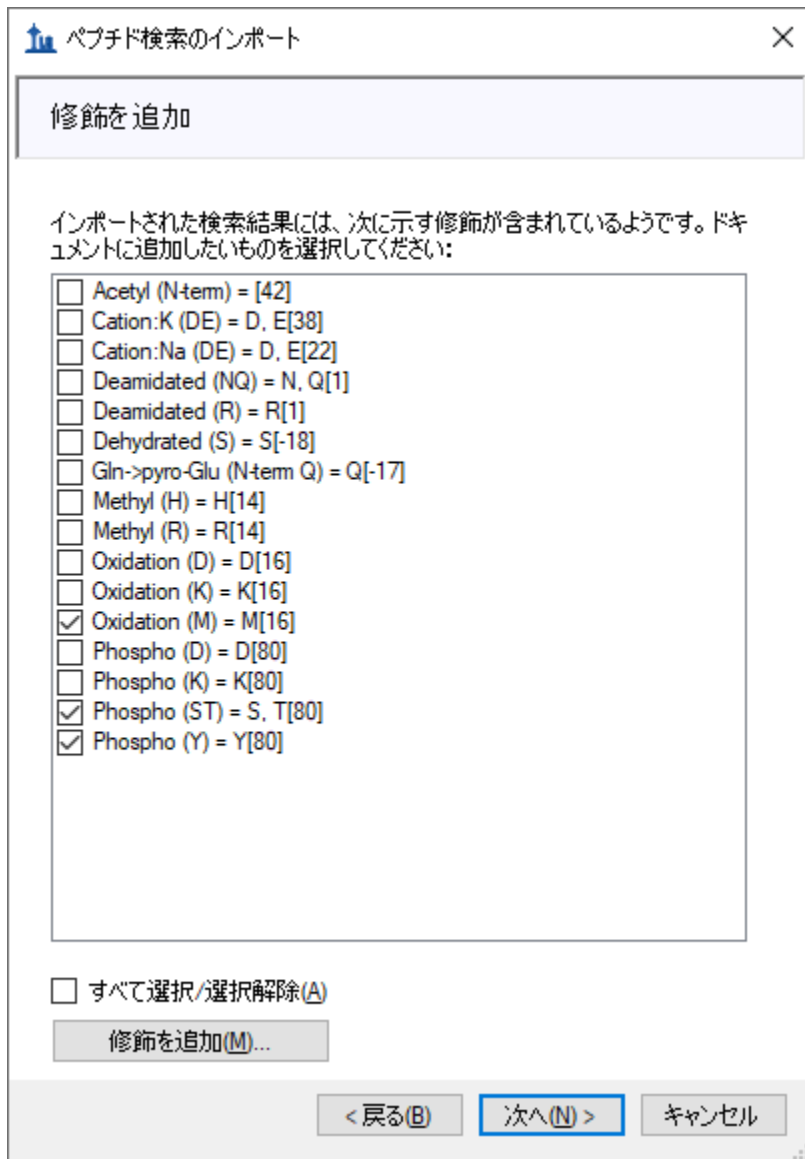 ペプチド検索のインポート
修飾を追加
インポートされた検索結果には、次に示す修飾が含まれているようです。ドキ
ュメントに追加したいものを選択してください:
Acetyl (N-term) = [42]
Cation:K (DE) = D, E[38]
Cation:Na (DE) = D, E[22]
Deamidated (NQ) = N, Q[1]
Deamidated (R) = R[1]
Dehydrated (S) = S[-18]
Gln->pyro-Glu (N-term Q) = Q[-17]
Methyl (H) = H[14]
Methyl (R) = R[14]
Oxidation (D) = D[16]
Oxidation (K) = K[16]
Oxidation (M) = M[16]
Phospho (D) = D[80]
Phospho (K) = K[80]
Phospho (ST) = S, T[80]
Phospho (Y) = Y[80]
すべて選択/選択解除(A)
修飾を追加(M)...
< 戻る(B) 次へ(N) > キャンセル